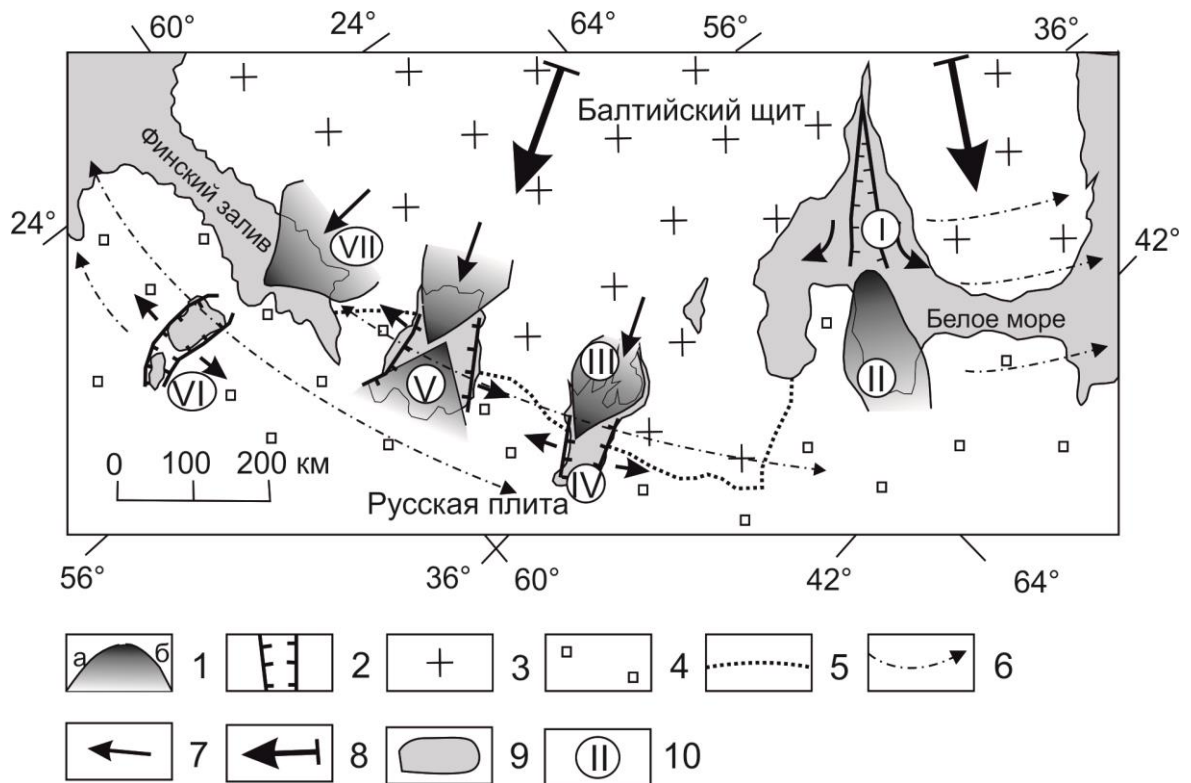 60° 24° 64° 56° 36°
Балтийский щит
Финский залив
24°
VII
I
42°
Белое море
III
II
V
VI
0 100 200 км
IV
Русская плита
56° 36° 60° 42° 64°
а б 1 2 3 4 5 6
7 8 9 II 10